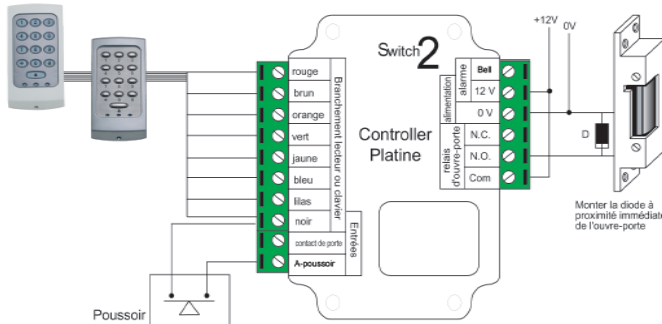 +12V
0V
Switch2
rouge
brun
orange
vert
jaune
bleu
lilas
noir
contact de porte
A-poussoir
Branchement lecteur ou clavier
Entrées
Controller
Platine
alarme
alimentation
relais
d'ouvre-porte
Bell
12 V
0 V
N.C.
N.O.
Com
D
Monter la diode à
proximité immédiate
de l'ouvre-porte
Poussoir